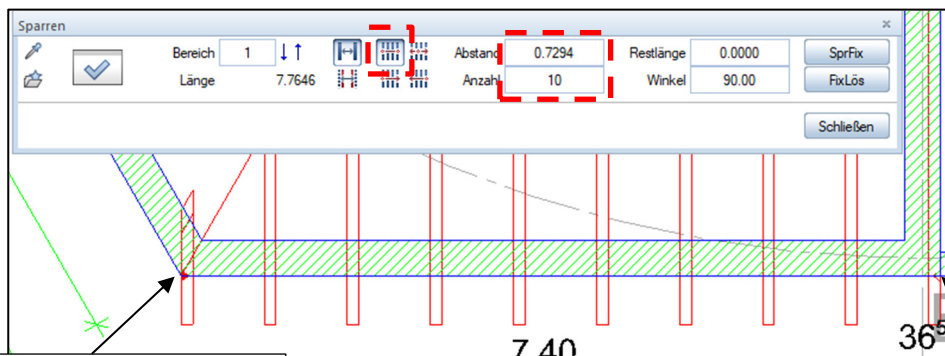 Sparren
Bereich 1 Abstand 0.7294 Restlänge 0.0000 SprFix
Länge 7.7646 Anzahl 10 Winkel 90.00 FixLös
Schließen
7.40
36⁵